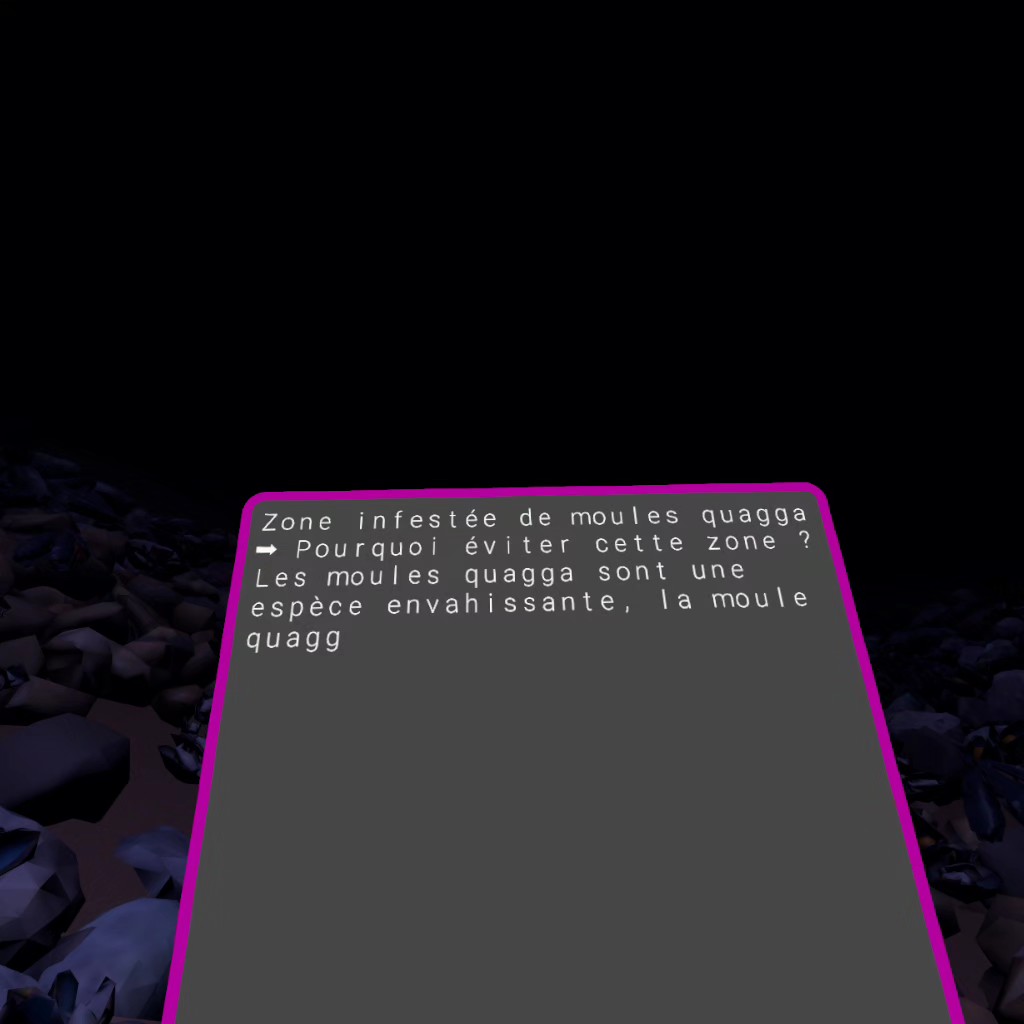 Zone infestée de moules quagga
➡ Pourquoi éviter cette zone ?
Les moules quagga sont une
espèce envahissante, la moule
quagg